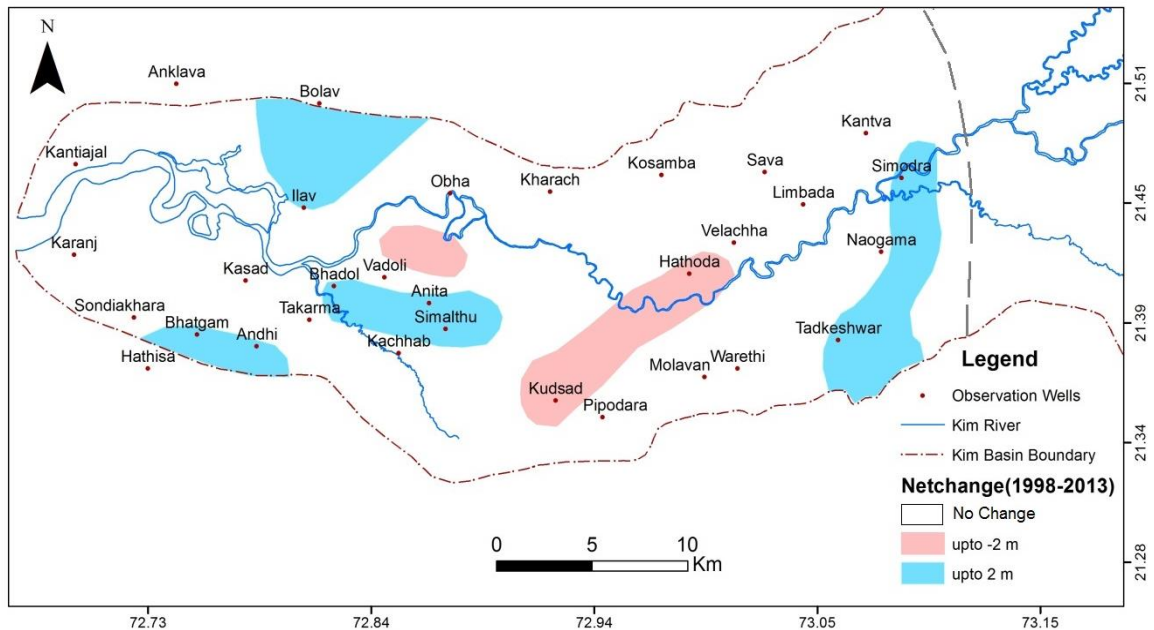 N
Anklava
Bolav
21.51
Kantva
Kantiajal
Kosamba
Sava
Simodra
Obha
Kharach
Ilav
Limbada
21.45
Velachha
Karanj
Naogama
Kasad
Bhadol
Vadoli
Hathoda
Anita
Sondiakhara
Takarma
Simalthu
Bhatgam
Andhi
Tadkeshwar
21.39
Kachhab
Hathisa
Molavan
Warethi
Legend
Kudsad
Observation Wells
Pipodara
Kim River
21.34
Kim Basin Boundary
Netchange(1998-2013)
No Change
0 5 10
Km
upto -2 m
21.28
upto 2 m
72.73 72.84 72.94 73.05 73.15